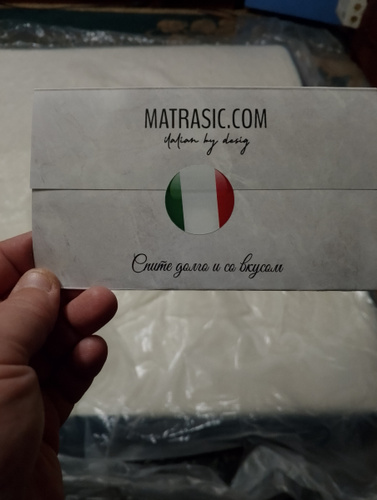 MATRASIC.COM
Italian by desig
Спите долго и со вкусом